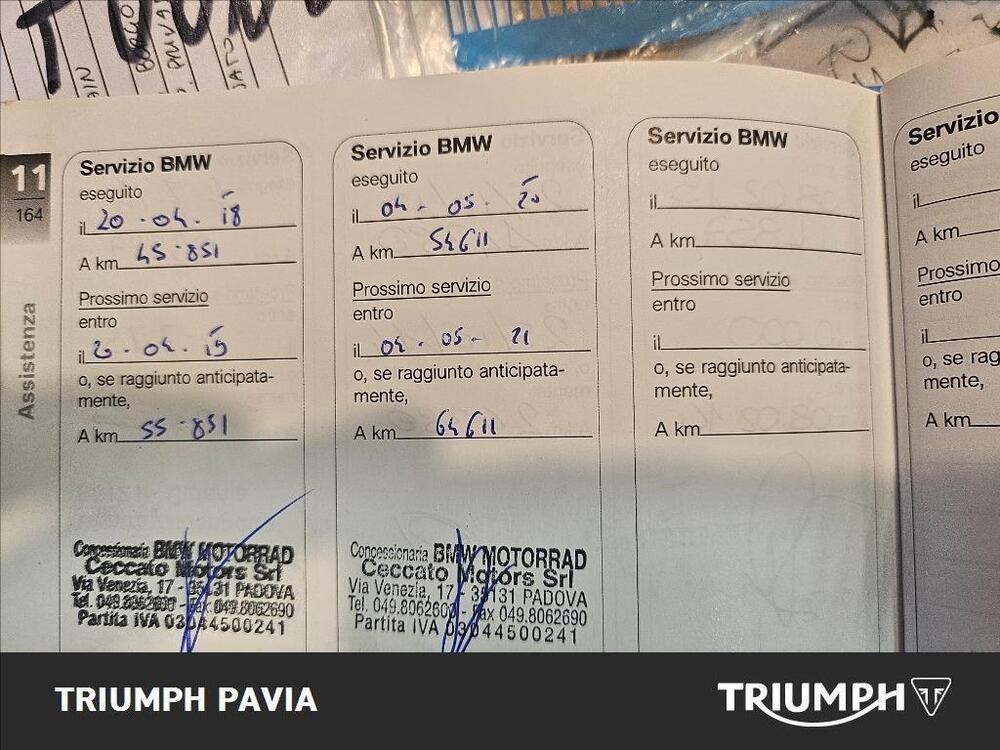 BORGO
PRIVAT
11
164
Assistenza
Servizio BMW
eseguito
il 20 - 04. 18
A km 45.851
Prossimo servizio
entro
il 20 - 04. 19
o, se raggiunto anticipata-
mente,
A km 55.851
Concessionaria BMW MOTORRAD
Ceccato Motors Srl
Via Venezia, 17 - 35131 PADOVA
Tel. 049.8062600 - Fax 049.8062690
Partita IVA 03044500241
Servizio BMW
eseguito
il 04 - 05 - 20
A km 54611
Prossimo servizio
entro
il 04. 05 - 21
o, se raggiunto anticipata-
mente,
A km 64611
Concessionaria BMW MOTORRAD
Ceccato Motors Srl
Via Venezia, 17 - 35131 PADOVA
Tel. 049.8062600 - Fax 049.8062690
Partita IVA 03044500241
Servizio BMW
eseguito
il
A km
Prossimo servizio
entro
il
o, se raggiunto anticipata-
mente,
A km
Servizio
eseguito
il
A km
Prossimo
entro
il
o, se rag
mente,
A km
TRIUMPH PAVIA
TRIUMPH